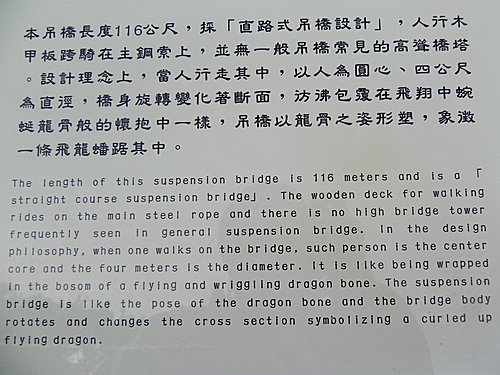 本吊橋長度116公尺，採「直路式吊橋設計」，人行木
甲板跨騎在主鋼索上，並無一般吊橋常見的高聳橋塔
。設計理念上，當人行走其中，以人為圓心、四公尺
為直徑，橋身旋轉變化著斷面，彷彿包覆在飛翔中蜿
蜒龍骨般的懷抱中一樣，吊橋以龍骨之姿形塑，象徵
一條飛龍蟠踞其中。
The length of this suspension bridge is 116 meters and is a「
straight course suspension bridge」. The wooden deck for walking
rides on the main steel rope and there is no high bridge tower
frequently seen in general suspension bridge. In the design
philosophy, when one walks on the bridge, such person is the center
core and the four meters is the diameter. It is like being wrapped
in the bosom of a flying and wriggling dragon bone. The suspension
bridge is like the pose of the dragon bone and the bridge body
rotates and changes the cross section symbolizing a curled up
flying dragon.